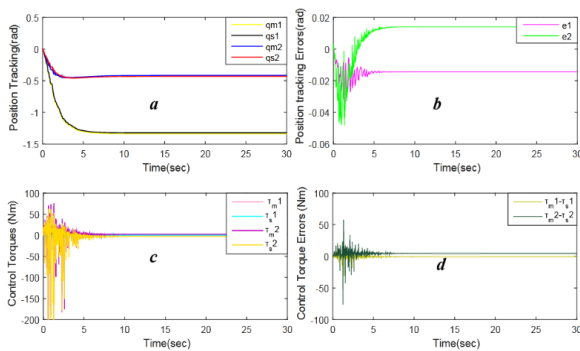 Position Tracking(rad)
0.5
0
-0.5
-1
-1.5
0
5
10
15
20
25
30
Time(sec)
a
qm1
qs1
qm2
qs2
Position tracking Errors(rad)
0.02
0
-0.02
-0.04
-0.06
0
5
10
15
20
25
30
Time(sec)
b
e1
e2
Control Torques (Nm)
100
50
0
-50
-100
-150
-200
0
5
10
15
20
25
30
Time(sec)
c
τm1
τs1
τm2
τs2
Control Torque Errors (Nm)
100
50
0
-50
-100
0
5
10
15
20
25
30
Time(sec)
d
τm1-τs1
τm2-τs2